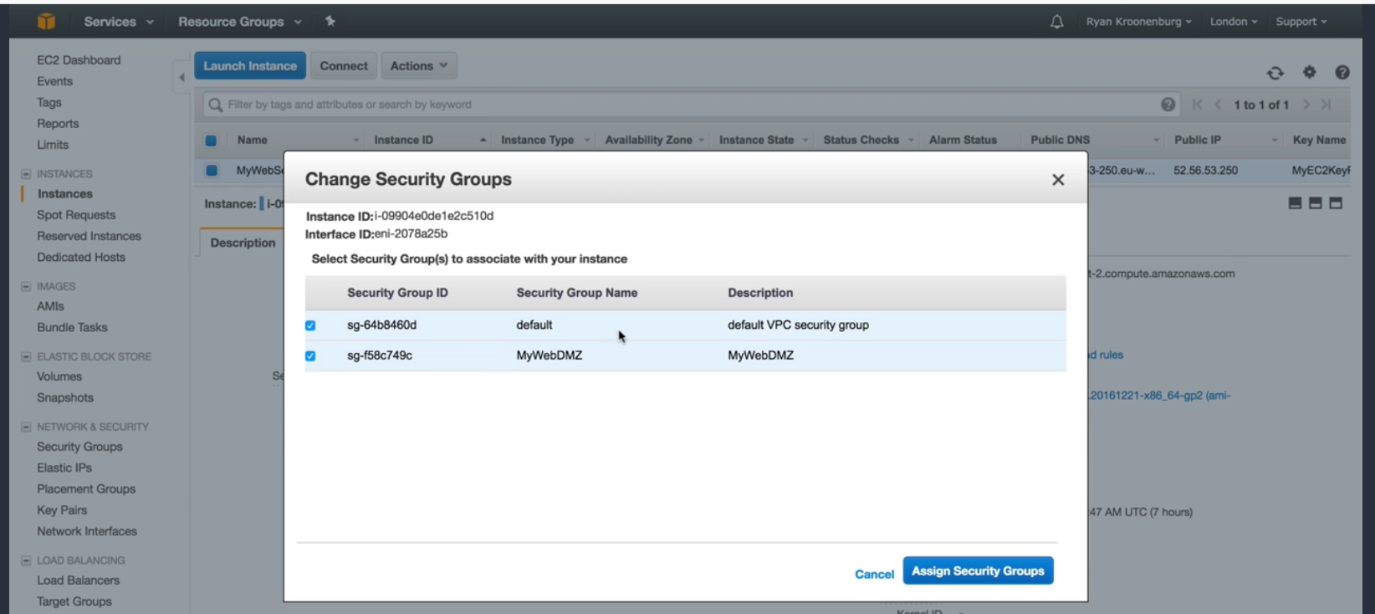 Services Resource Groups Ryan Kroonenburg London Support
EC2 Dashboard
Events
Tags
Reports
Limits
INSTANCES
Instances
Spot Requests
Reserved Instances
Dedicated Hosts
IMAGES
AMIs
Bundle Tasks
ELASTIC BLOCK STORE
Volumes
Snapshots
NETWORK & SECURITY
Security Groups
Elastic IPs
Placement Groups
Key Pairs
Network Interfaces
LOAD BALANCING
Load Balancers
Target Groups
Launch Instance Connect Actions
Filter by tags and attributes or search by keyword 1 to 1 of 1
Name Instance ID Instance Type Availability Zone Instance State Status Checks Alarm Status Public DNS Public IP Key Name
MyWebSe 3-250.eu-w... 52.56.53.250 MyEC2KeyF
Instance: i-09
Description
Change Security Groups
Instance ID:i-09904e0de1e2c510d
Interface ID:eni-2078a25b
Select Security Group(s) to associate with your instance
Security Group ID Security Group Name Description
sg-64b8460d default default VPC security group
sg-f58c749c MyWebDMZ MyWebDMZ
Cancel Assign Security Groups
t-2.compute.amazonaws.com
d rules
Se
.20161221-x86_64-gp2 (ami-
47 AM UTC (7 hours)